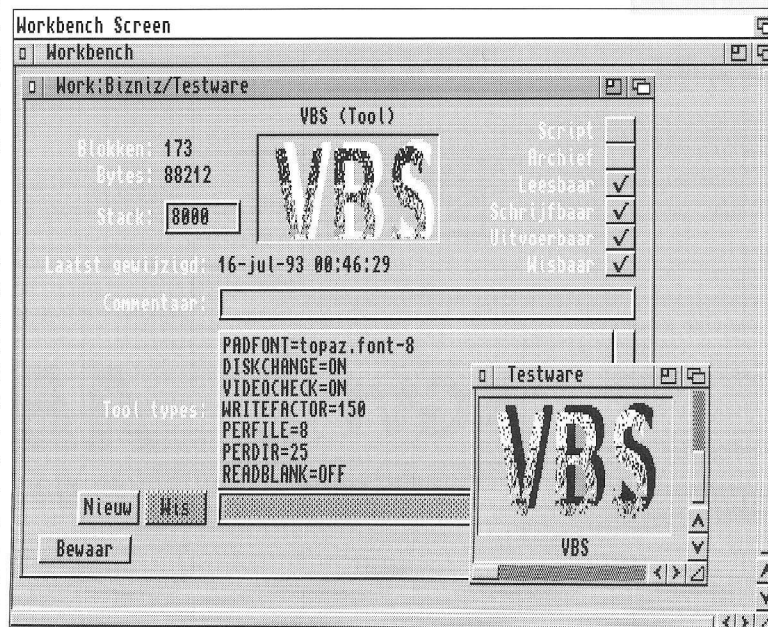 Workbench Screen
Workbench
Work:Bizniz/Testware
VBS (Tool)
VBS
Blokken: 173
Bytes: 88212
Stack: 8000
Script
Archief
Leesbaar ✓
Schrijfbaar ✓
Uitvoerbaar ✓
Wisbaar ✓
Laatst gewijzigd: 16-jul-93 00:46:29
Commentaar:
Tool types:
PADFONT=topaz.font-8
DISKCHANGE=ON
VIDEOCHECK=ON
WRITEFACTOR=150
PERFILE=8
PERDIR=25
READBLANK=OFF
Nieuw Wis
Bewaar
Testware
VBS
VBS